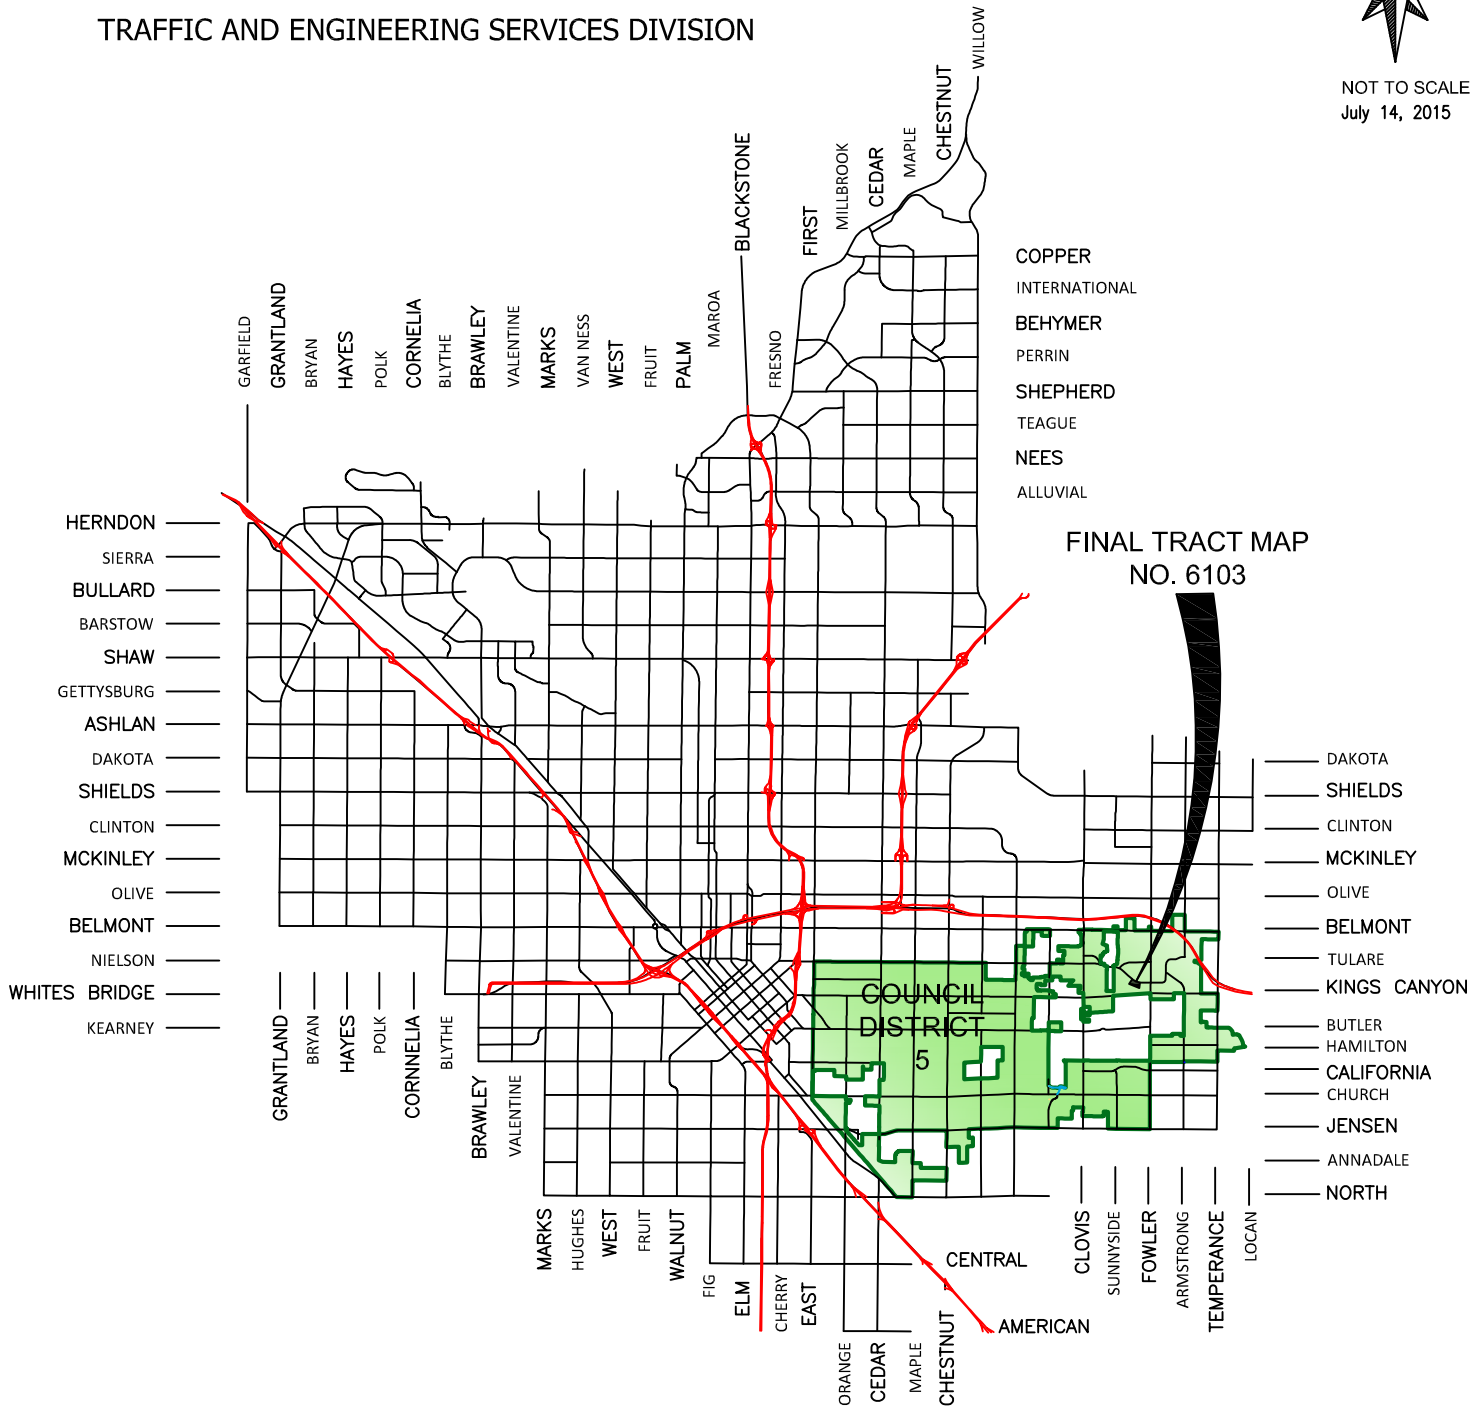 TRAFFIC AND ENGINEERING SERVICES DIVISION
NOT TO SCALE
July 14, 2015
WILLOW
CHESTNUT
MAPLE
CEDAR
MILLBROOK
FIRST
BLACKSTONE
GARFIELD
GRANTLAND
BRYAN
HAYES
POLK
CORNELIA
BLYTHE
BRAWLEY
VALENTINE
MARKS
VAN NESS
WEST
FRUIT
PALM
MAROA
FRESNO
COPPER
INTERNATIONAL
BEHYMER
PERRIN
SHEPHERD
TEAGUE
NEES
ALLUVIAL
FINAL TRACT MAP
NO. 6103
HERNDON
SIERRA
BULLARD
BARSTOW
SHAW
GETTYSBURG
ASHLAN
DAKOTA
SHIELDS
CLINTON
MCKINLEY
OLIVE
BELMONT
NIELSON
WHITES BRIDGE
KEARNEY
DAKOTA
SHIELDS
CLINTON
MCKINLEY
OLIVE
BELMONT
TULARE
KINGS CANYON
BUTLER
HAMILTON
CALIFORNIA
CHURCH
JENSEN
ANNADALE
NORTH
COUNCIL
DISTRICT
5
GRANTLAND
BRYAN
HAYES
POLK
CORNNELIA
BLYTHE
BRAWLEY
VALENTINE
MARKS
HUGHES
WEST
FRUIT
WALNUT
FIG
ELM
CHERRY
EAST
ORANGE
CEDAR
MAPLE
CHESTNUT
CENTRAL
AMERICAN
CLOVIS
SUNNYSIDE
FOWLER
ARMSTRONG
TEMPERANCE
LOCAN